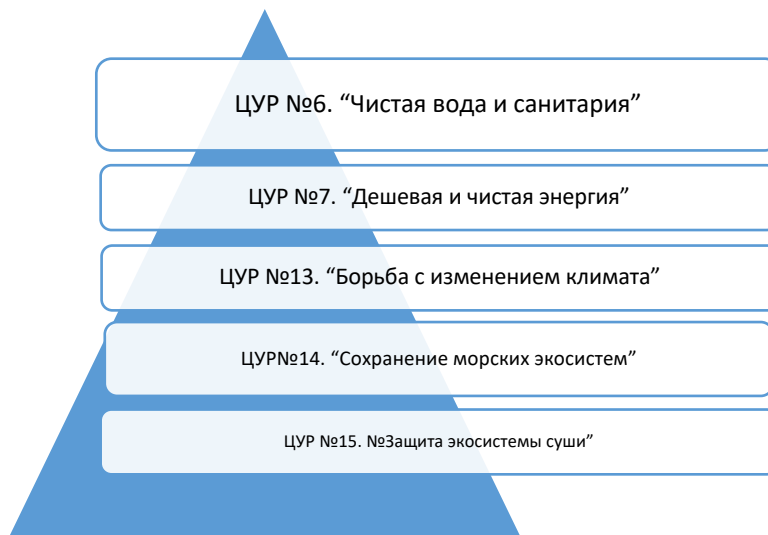 ЦУР №6. “Чистая вода и санитария”
ЦУР №7. “Дешевая и чистая энергия”
ЦУР №13. “Борьба с изменением климата”
ЦУР№14. “Сохранение морских экосистем”
ЦУР №15. №Защита экосистемы суши”